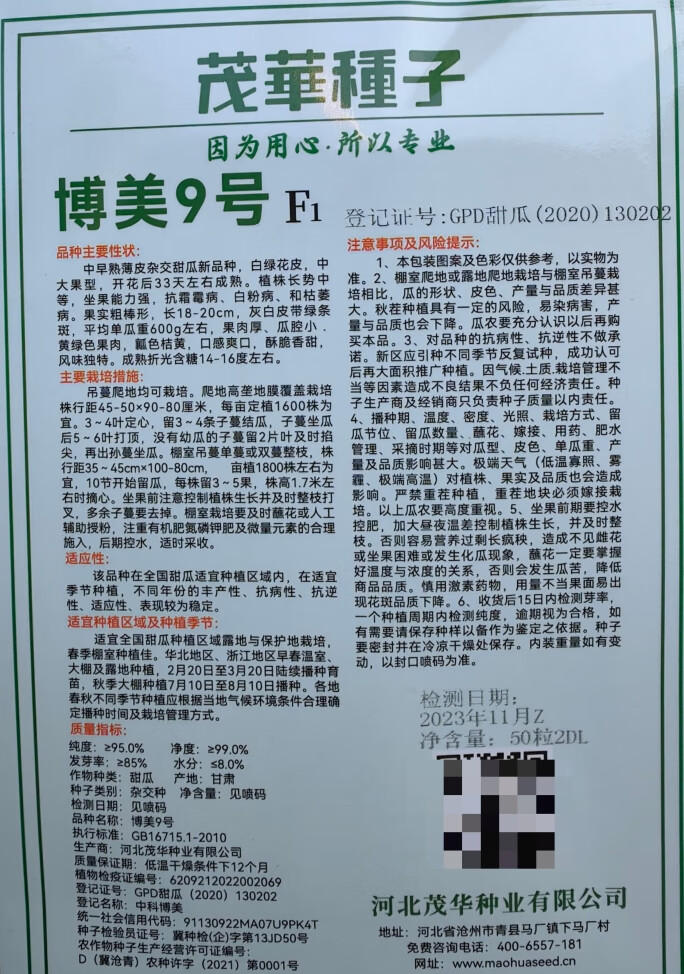 茂華種子
因为用心·所以专业
博美9号 F1
登记证号:GPD甜瓜(2020)130202
品种主要性状:
中早熟薄皮杂交甜瓜新品种，白绿花皮，中
大果型，开花后33天左右成熟。植株长势中
等，坐果能力强，抗霜霉病、白粉病、和枯萎
病。果实粗棒形，长18-20cm，灰白皮带绿条
斑，平均单瓜重600g左右，果肉厚、瓜腔小．
黄绿色果肉，瓤色桔黄，口感爽口，酥脆香甜，
风味独特。成熟折光含糖14-16度左右。
主要栽培措施:
吊蔓爬地均可栽培。爬地高垄地膜覆盖栽培
株行距45-50×90-80厘米，每亩定植1600株为
宜。3~4叶定心，留3~4条子蔓结瓜，子蔓坐瓜
后5~6叶打顶，没有幼瓜的子蔓留2片叶及时掐
尖，再出孙蔓坐瓜。棚室吊蔓单蔓或双蔓整枝，株
行距35~45cm×100-80cm， 亩植1800株左右为
宜，10节开始留瓜，每株留3~5果，株高1.7米左
右时摘心。坐果前注意控制植株生长并及时整枝打
杈，多余子蔓要去掉。棚室栽培要及时蘸花或人工
辅助授粉，注重有机肥氮磷钾肥及微量元素的合理
施入，后期控水，适时采收。
适应性:
该品种在全国甜瓜适宜种植区域内，在适宜
季节种植，不同年份的丰产性、抗病性、抗逆
性、适应性、表现较为稳定。
适宜种植区域及种植季节:
适宜全国甜瓜种植区域露地与保护地栽培，
春季棚室种植佳。华北地区、浙江地区早春温室、
大棚及露地种植，2月20日至3月20日陆续播种育
苗，秋季大棚种植7月10日至8月10日播种。各地
春秋不同季节种植应根据当地气候环境条件合理确
定播种时间及栽培管理方式。
质量指标:
纯度：≥95.0% 净度：≥99.0%
发芽率：≥85% 水分：≤8.0%
作物种类：甜瓜 产地：甘肃
种子类别：杂交种 净含量：见喷码
检测日期：见喷码
品种名称：博美9号
执行标准：GB16715.1-2010
生产商：河北茂华种业有限公司
质量保证期：低温干燥条件下12个月
植物检疫证编号：6209212022002069
登记证号：GPD甜瓜（2020）130202
登记名称：中科博美
统一社会信用代码：91130922MA07U9PK4T
种子检验员证号：冀种检(企)字第13JD50号
农作物种子生产经营许可证编号：
D（冀沧青）农种许字（2021）第0001号
注意事项及风险提示:
1、本包装图案及色彩仅供参考，以实物为
准。2、棚室爬地或露地爬地栽培与棚室吊蔓栽
培相比，瓜的形状、皮色、产量与品质差异甚
大。秋茬种植具有一定的风险，易染病害，产
量与品质也会下降。瓜农要充分认识以后再购
买本品。3、对品种的抗病性、抗逆性不做承
诺。新区应引种不同季节反复试种，成功认可
后再大面积推广种植。因气候.土质.栽培管理不
当等因素造成不良结果不负任何经济责任。种
子生产商及经销商只负责种子质量以内责任。
4、播种期、温度、密度、光照、栽培方式、留
瓜节位、留瓜数量、蘸花、嫁接、用药、肥水
管理、采摘时期等对瓜型、皮色、单瓜重、产
量及品质影响甚大。极端天气（低温寡照、雾
霾、极端高温）对植株、果实及品质也会造成
影响。严禁重茬种植，重茬地块必须嫁接栽
培。以上瓜农要高度重视。5、坐果前期要控水
控肥，加大昼夜温差控制植株生长，并及时整
枝。否则容易营养过剩长疯秧，造成不见雌花
或坐果困难或发生化瓜现象，蘸花一定要掌握
好温度与浓度的关系，否则会发生瓜苦，降低
商品品质。慎用激素药物，用量不当果面易出
现花斑品质下降。6、收货后15日内检测芽率，
一个种植周期内检测纯度，逾期视为合格，如
有需要请保存种样以备作为鉴定之依据。种子
要密封并在冷凉干燥处保存。内装重量如有变
动，以封口喷码为准。
检测日期：
2023年11月Z
净含量：50粒2DL
河北茂华种业有限公司
地址：河北省沧州市青县马厂镇下马厂村
免费咨询电话：400-6557-181
网址：www.maohuaseed.cn